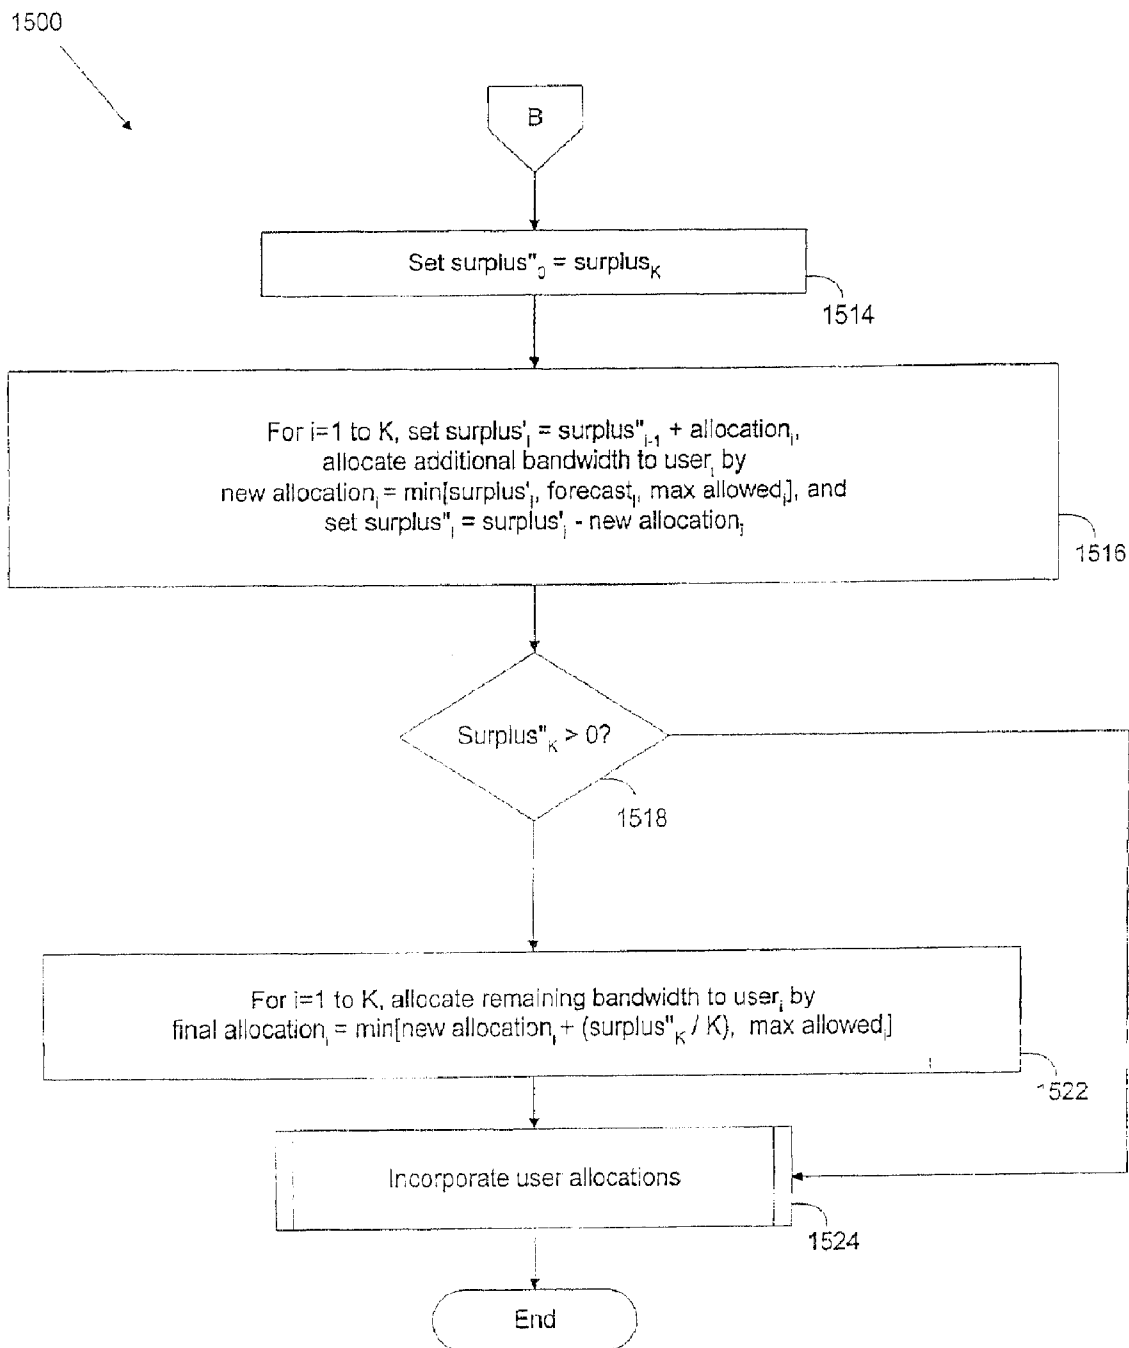 1500
B
Set surplus"₀ = surplusK
1514
For i=1 to K, set surplus'ᵢ = surplus"ᵢ₋₁ + allocationᵢ,
allocate additional bandwidth to userᵢ by
new allocationᵢ = min[surplus'ᵢ, forecastᵢ, max allowedᵢ], and
set surplus"ᵢ = surplus'ᵢ - new allocationᵢ
1516
Surplus"K > 0?
1518
For i=1 to K, allocate remaining bandwidth to userᵢ by
final allocationᵢ = min[new allocationᵢ + (surplus"K / K), max allowedᵢ]
1522
Incorporate user allocations
1524
End